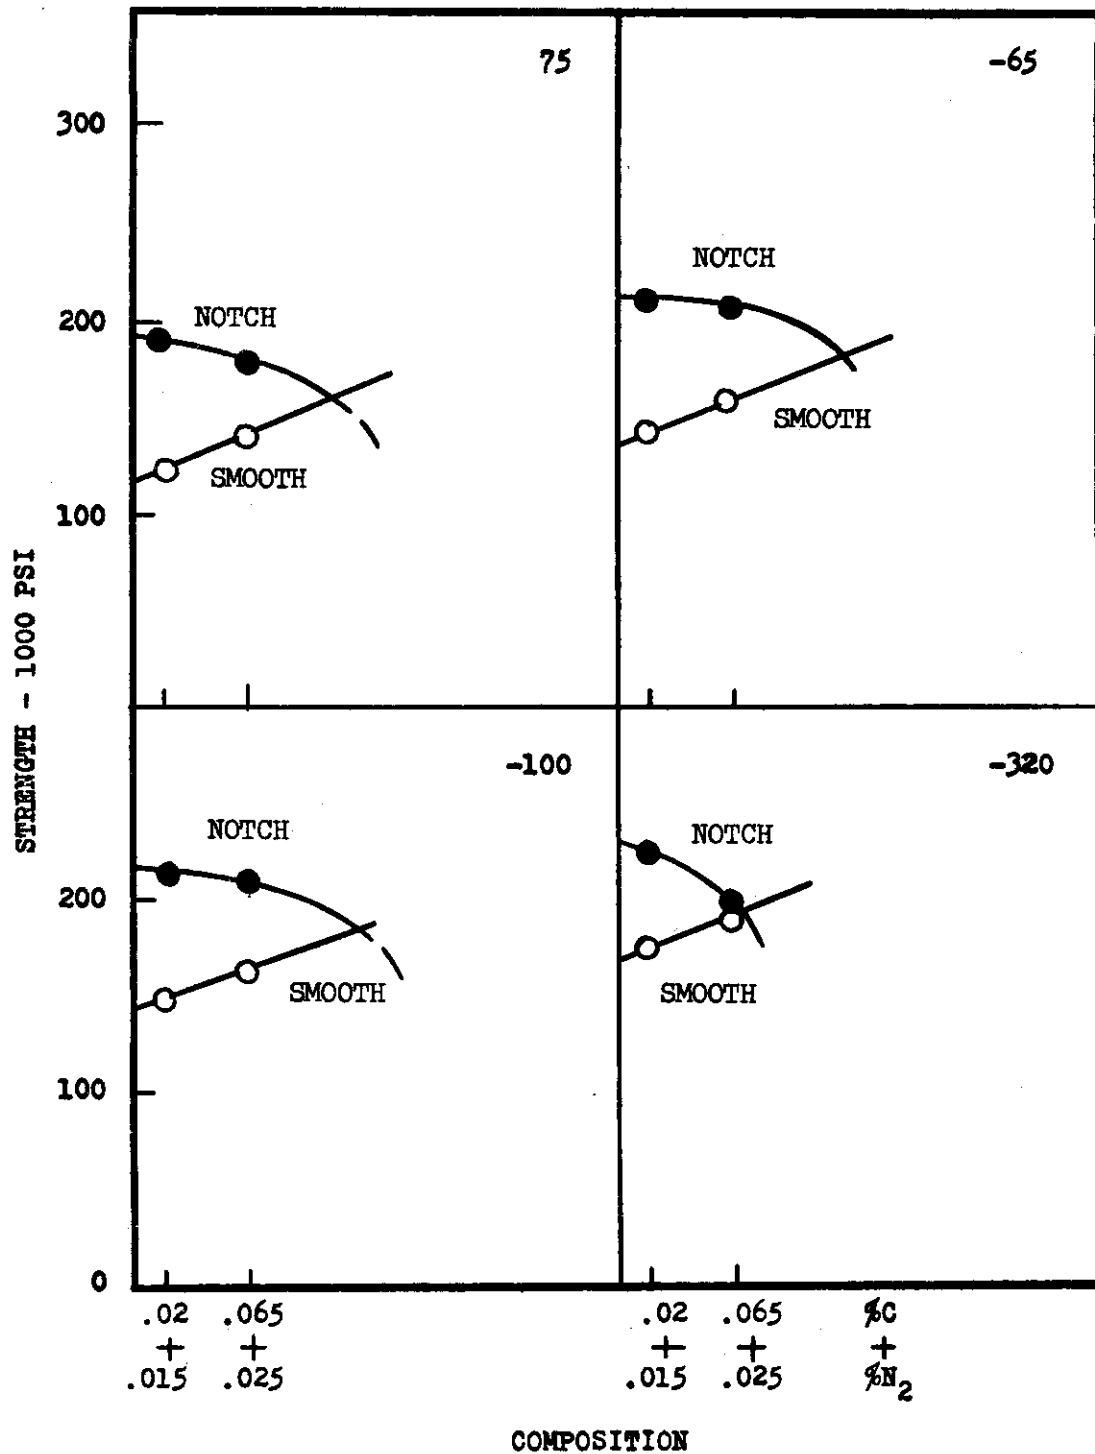 75
-65
300
NOTCH
NOTCH
200
SMOOTH
SMOOTH
100
STRENGTH - 1000 PSI
-100
-320
NOTCH
NOTCH
200
SMOOTH
SMOOTH
100
0
.02 .065 .02 .065 %C
+ + + + +
.015 .025 .015 .025 %N₂
COMPOSITION